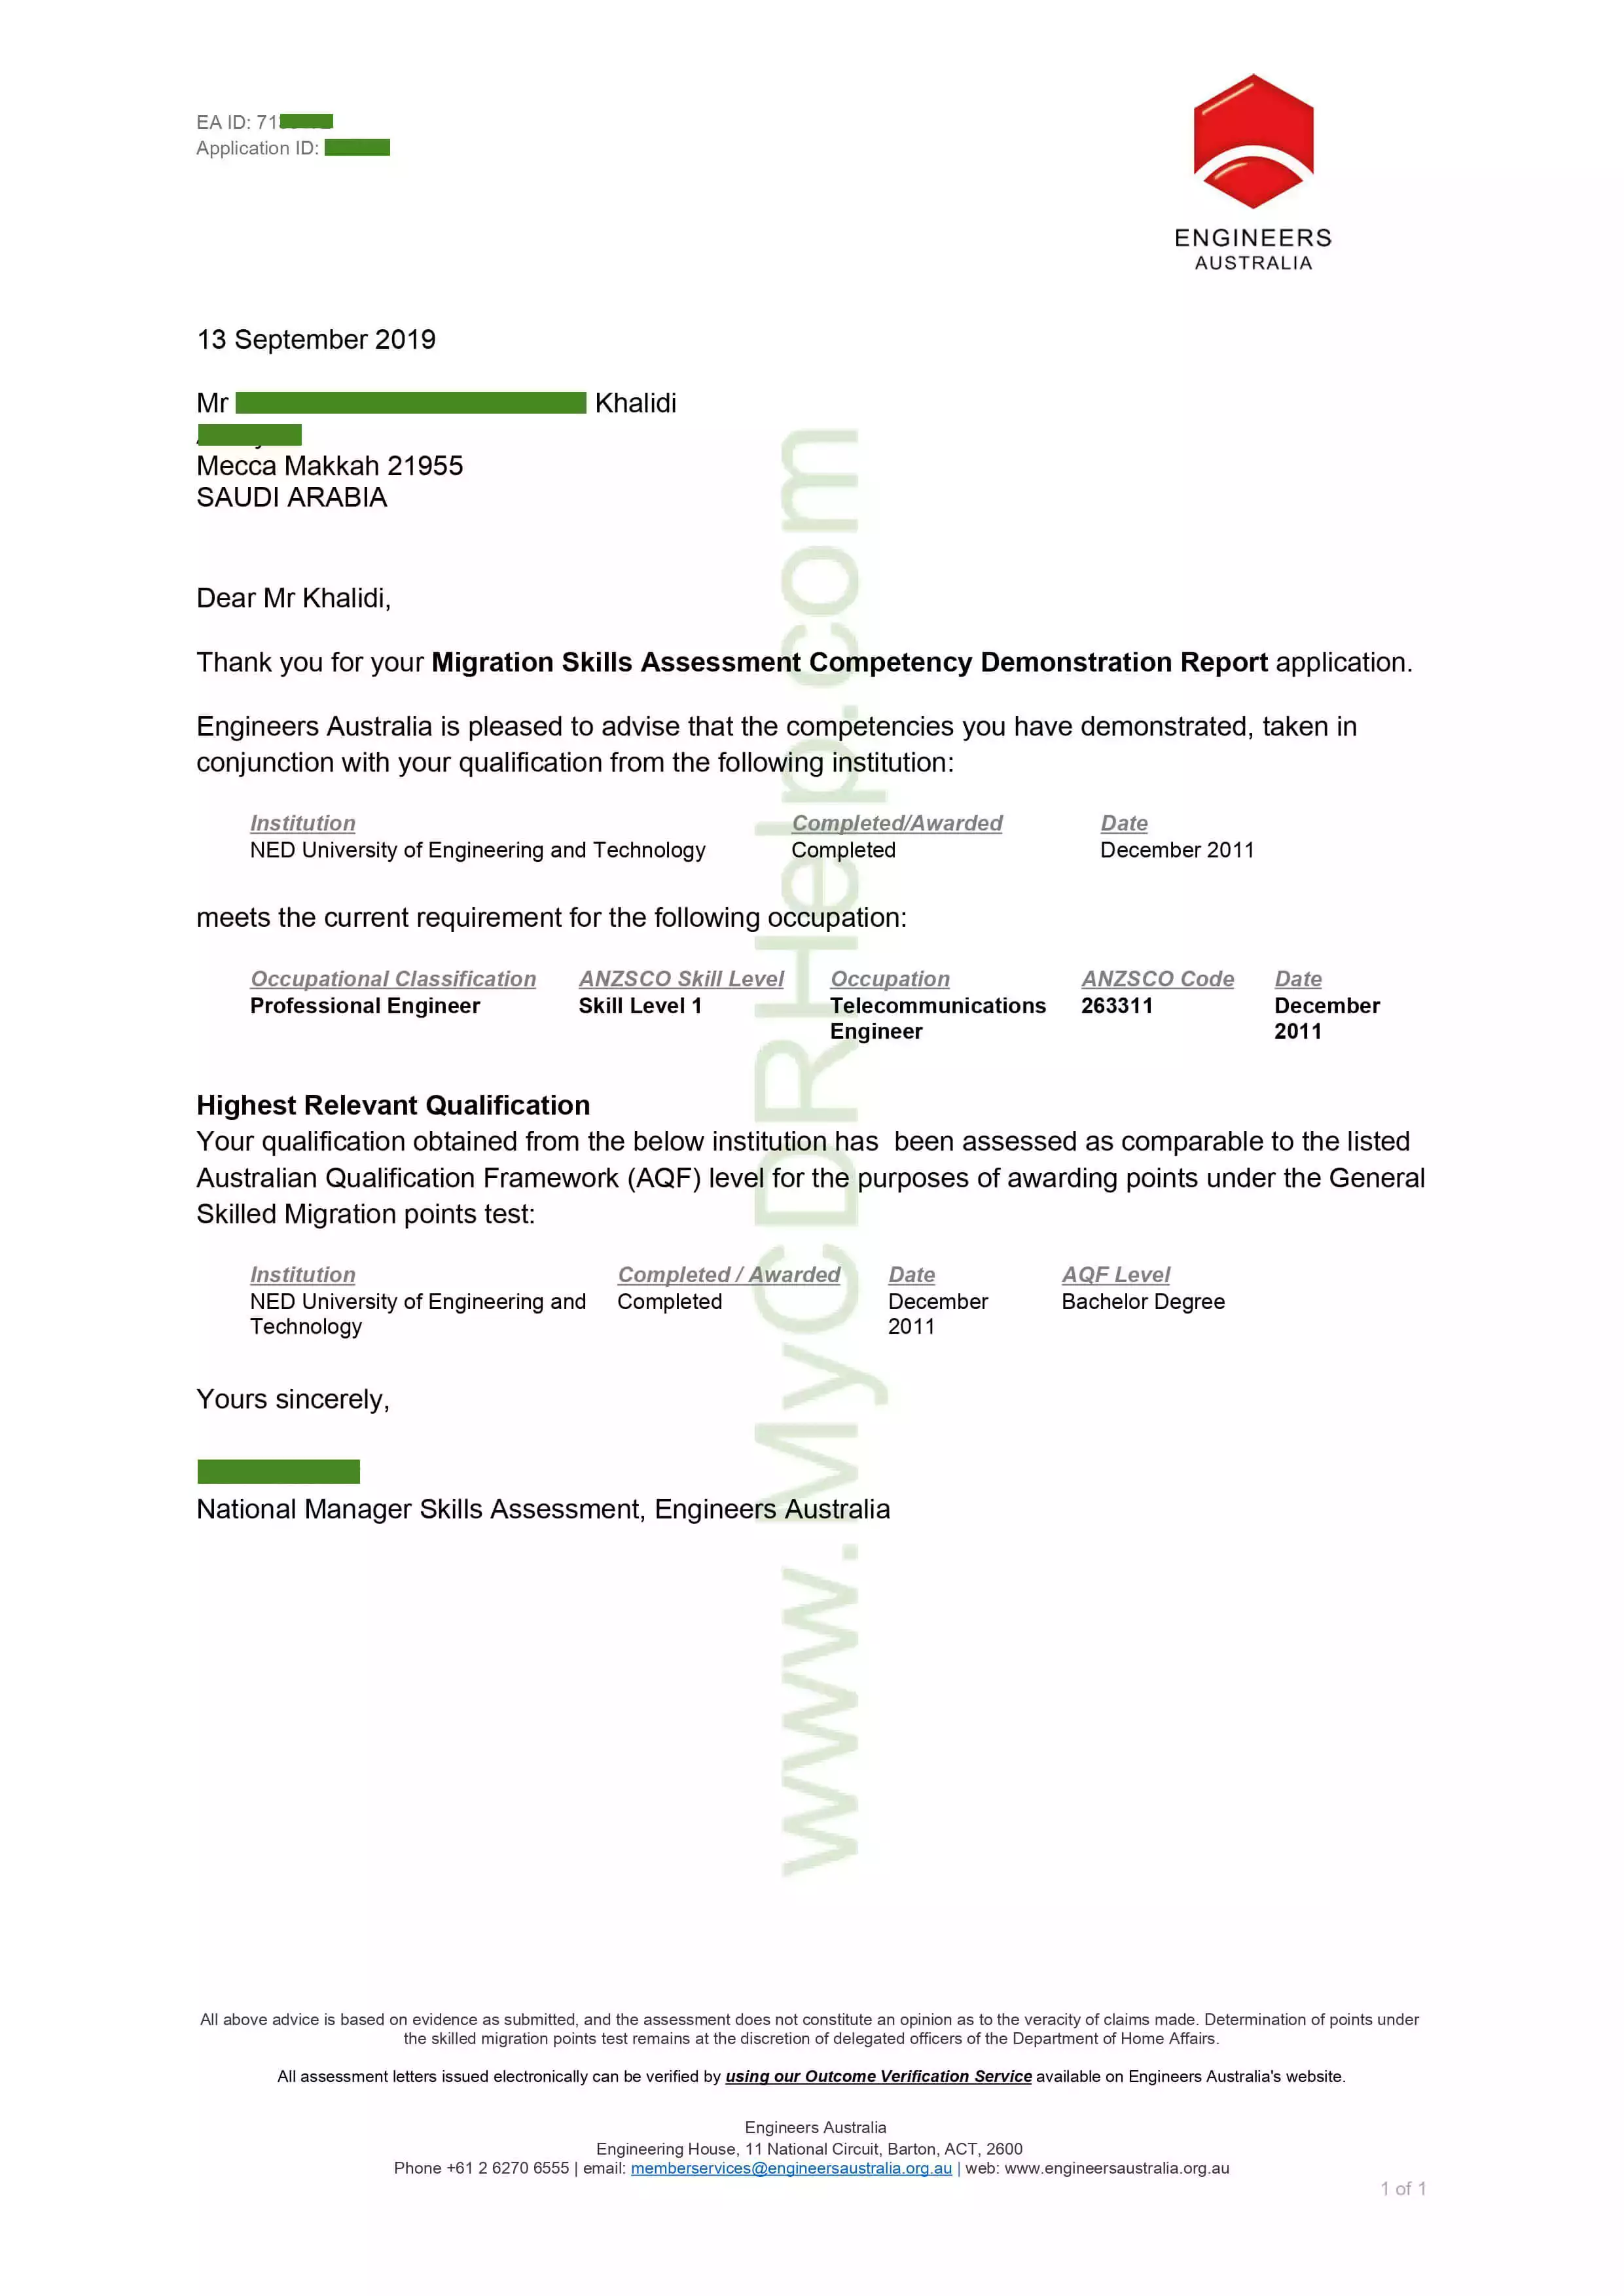 EA ID: 71
Application ID:
ENGINEERS
AUSTRALIA
13 September 2019
Mr Khalidi
Mecca Makkah 21955
SAUDI ARABIA
Dear Mr Khalidi,
Thank you for your Migration Skills Assessment Competency Demonstration Report application.
Engineers Australia is pleased to advise that the competencies you have demonstrated, taken in
conjunction with your qualification from the following institution:
Institution Completed/Awarded Date
NED University of Engineering and Technology Completed December 2011
meets the current requirement for the following occupation:
Occupational Classification ANZSCO Skill Level Occupation ANZSCO Code Date
Professional Engineer Skill Level 1 Telecommunications 263311 December
Engineer 2011
Highest Relevant Qualification
Your qualification obtained from the below institution has been assessed as comparable to the listed
Australian Qualification Framework (AQF) level for the purposes of awarding points under the General
Skilled Migration points test:
Institution Completed / Awarded Date AQF Level
NED University of Engineering and Completed December Bachelor Degree
Technology 2011
Yours sincerely,
National Manager Skills Assessment, Engineers Australia
www.MyCDRHelp.com
All above advice is based on evidence as submitted, and the assessment does not constitute an opinion as to the veracity of claims made. Determination of points under
the skilled migration points test remains at the discretion of delegated officers of the Department of Home Affairs.
All assessment letters issued electronically can be verified by using our Outcome Verification Service available on Engineers Australia's website.
Engineers Australia
Engineering House, 11 National Circuit, Barton, ACT, 2600
Phone +61 2 6270 6555 | email: memberservices@engineersaustralia.org.au | web: www.engineersaustralia.org.au
1 of 1